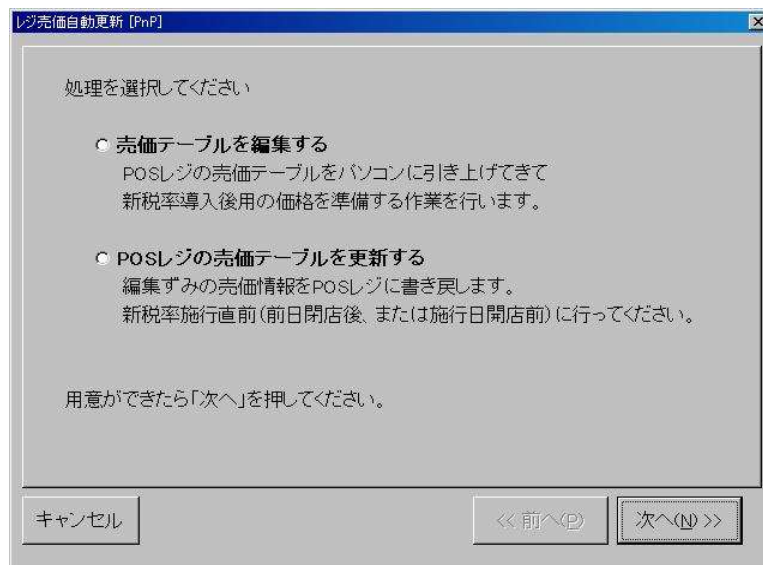 レジ売価自動更新 [PnP]
処理を選択してください
売価テーブルを編集する
POSレジの売価テーブルをパソコンに引き上げてきて
新税率導入後用の価格を準備する作業を行います。
POSレジの売価テーブルを更新する
編集ずみの売価情報をPOSレジに書き戻します。
新税率施行直前(前日閉店後、または施行日開店前)に行ってください。
用意ができたら「次へ」を押してください。
キャンセル
<< 前へ(P)
次へ(N) >>